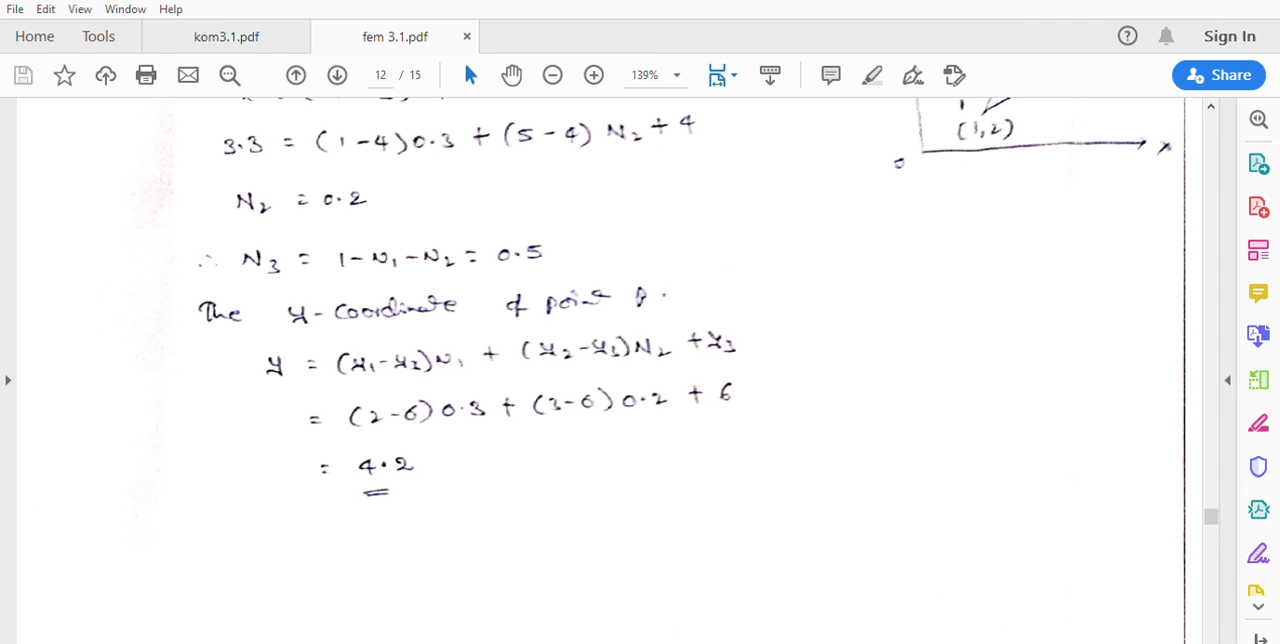 File Edit View Window Help
Home Tools kom3.1.pdf fem 3.1.pdf × Sign In
12 / 15 139% Share
3.3 = (1-4)0.3 + (5-4) N₂ + 4
(1,2)
0 x
N₂ = 0.2
∴ N₃ = 1-N₁-N₂ = 0.5
The y-coordinate of point P.
y = (y₁-y₃)N₁ + (y₂-y₃)N₂ + y₃
= (2-6)0.3 + (3-6)0.2 + 6
= 4.2